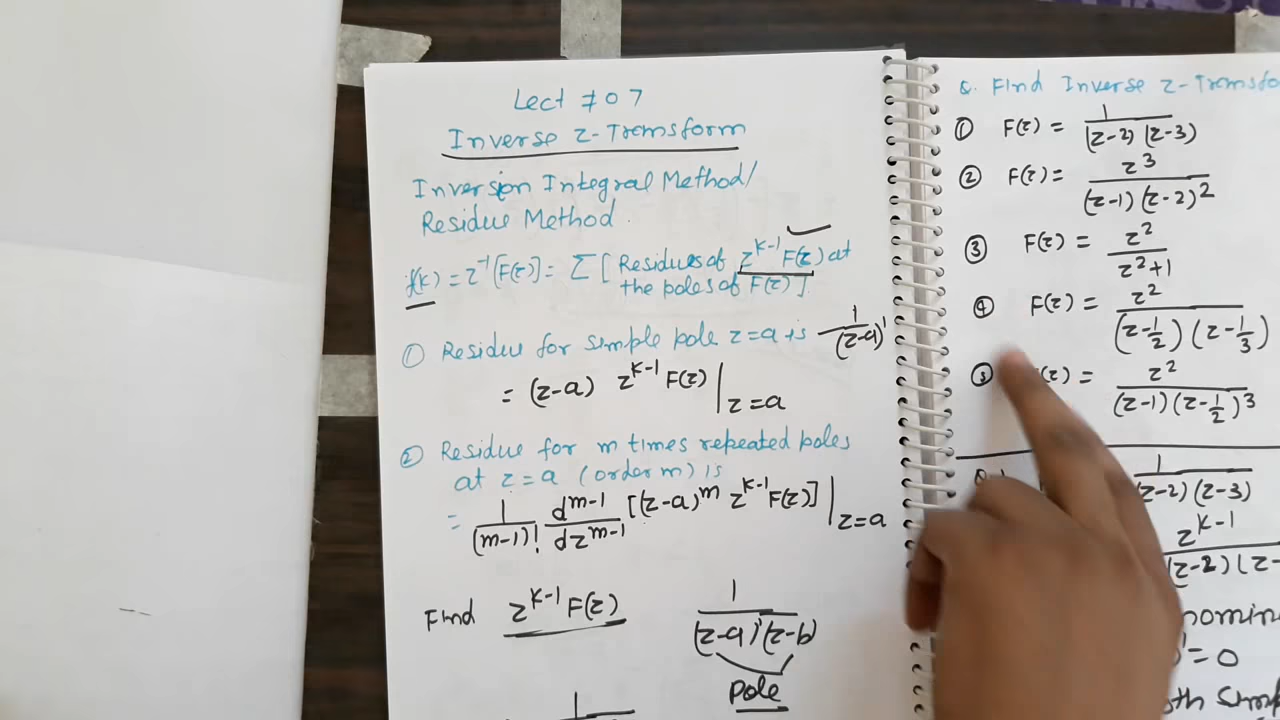 Lect # 07
Inverse Z-Transform
Inversion Integral Method/
Residue Method.
f(k) = z⁻¹[F(z)] = Σ [Residues of z^{k-1} F(z) at
the poles of F(z)].
① Residue for simple pole z=a is 1/(z-a)¹
= (z-a) z^{k-1} F(z) |_{z=a}
② Residue for m times repeated poles
at z=a (order m) is
= 1/(m-1)! d^{m-1}/dz^{m-1} [(z-a)^m z^{k-1} F(z)] |_{z=a}
Find z^{k-1} F(z) 1/(z-a)¹(z-b)
pole
1
Q. Find Inverse Z-Transfo
① F(z) = 1/(z-2)(z-3)
② F(z) = z³/(z-1)(z-2)²
③ F(z) = z²/z²+1
④ F(z) = z²/(z-1/2)(z-1/3)
(z) = z²/(z-1)(z-1/2)³
1/(z-2)(z-3)
z^{k-1}/(z-2)(z-
nomin
=0